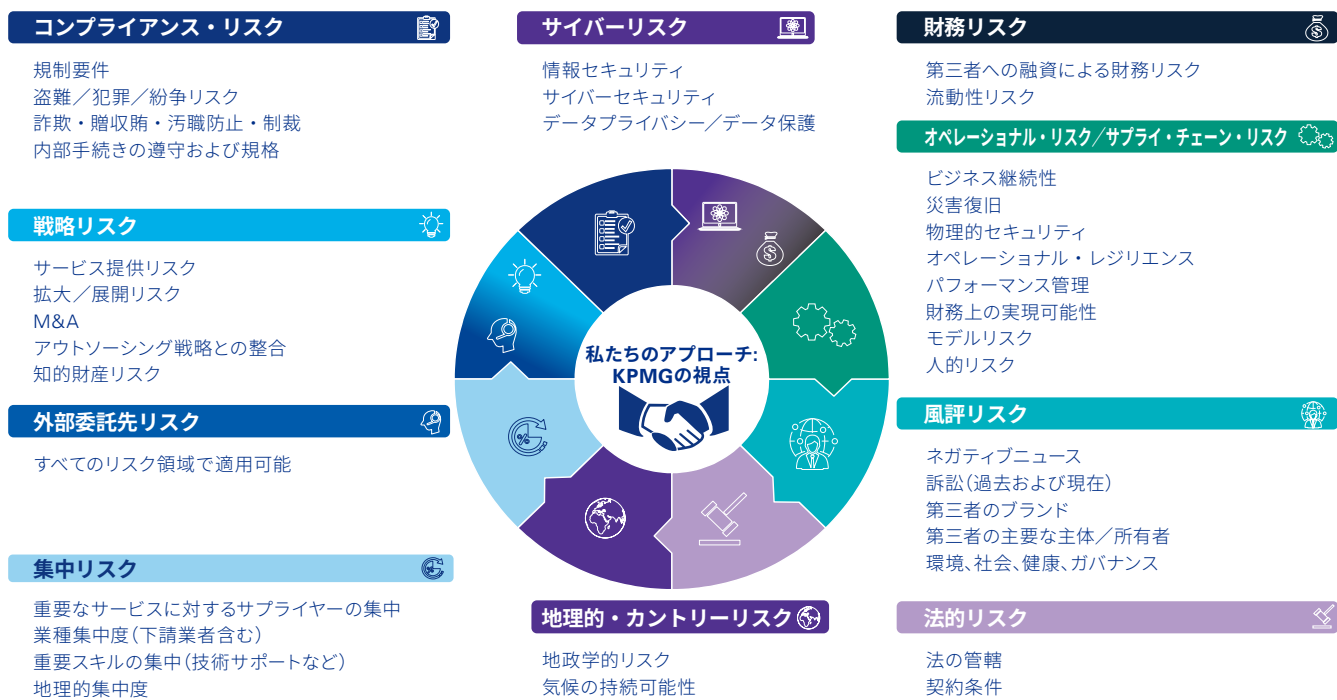 コンプライアンス・リスク
規制要件
盗難／犯罪／紛争リスク
詐欺・贈収賄・汚職防止・制裁
内部手続きの遵守および規格
戦略リスク
サービス提供リスク
拡大／展開リスク
M&A
アウトソーシング戦略との整合
知的財産リスク
外部委託先リスク
すべてのリスク領域で適用可能
集中リスク
重要なサービスに対するサプライヤーの集中
業種集中度（下請業者含む）
重要スキルの集中（技術サポートなど）
地理的集中度
サイバーリスク
情報セキュリティ
サイバーセキュリティ
データプライバシー／データ保護
私たちのアプローチ:
KPMGの視点
地理的・カントリーリスク
地政学的リスク
気候の持続可能性
財務リスク
第三者への融資による財務リスク
流動性リスク
オペレーショナル・リスク／サプライ・チェーン・リスク
ビジネス継続性
災害復旧
物理的セキュリティ
オペレーショナル・レジリエンス
パフォーマンス管理
財務上の実現可能性
モデルリスク
人的リスク
風評リスク
ネガティブニュース
訴訟（過去および現在）
第三者のブランド
第三者の主要な主体／所有者
環境、社会、健康、ガバナンス
法的リスク
法の管轄
契約条件